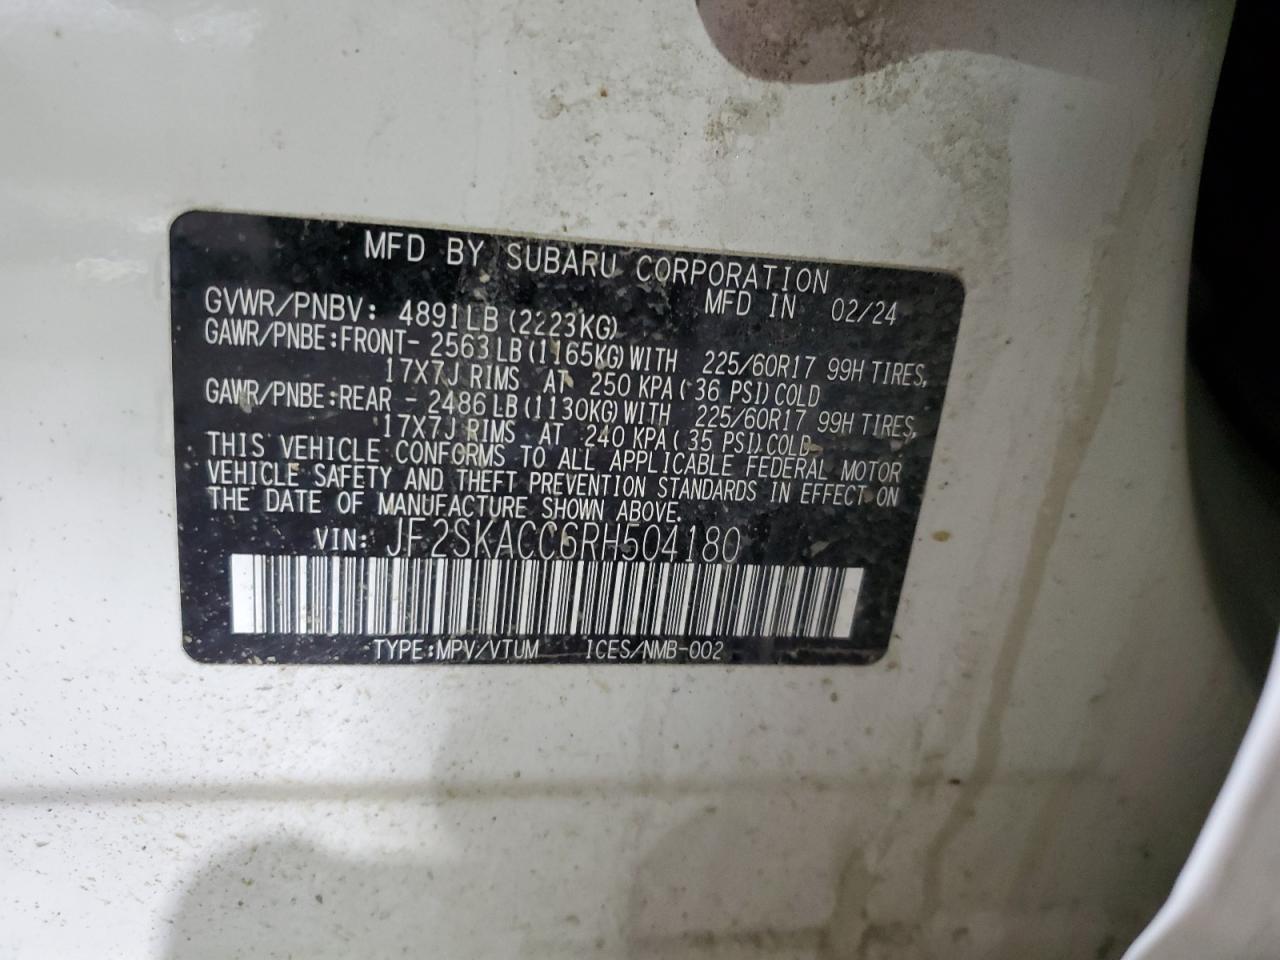 MFD BY SUBARU CORPORATION
GVWR/PNBV: 4891LB (2223KG) MFD IN 02/24
GAWR/PNBE:FRONT- 2563LB(1165KG)WITH 225/60R17 99H TIRES,
17X7J RIMS AT 250 KPA( 36 PSI)COLD
GAWR/PNBE:REAR - 2486LB(1130KG)WITH 225/60R17 99H TIRES,
17X7J RIMS AT 240 KPA( 35 PSI)COLD
THIS VEHICLE CONFORMS TO ALL APPLICABLE FEDERAL MOTOR
VEHICLE SAFETY AND THEFT PREVENTION STANDARDS IN EFFECT ON
THE DATE OF MANUFACTURE SHOWN ABOVE.
VIN: JF2SKACC6RH504180
TYPE:MPV/VTUM ICES/NMB-002